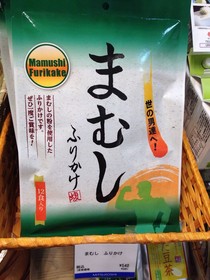 Mamushi
Furikake
世の男達へ!
まむし
ふりかけ
まむしの粉を使用した
ふりかけです。
ぜひ一度ご賞味を!
12食入り
まむし ふりかけ